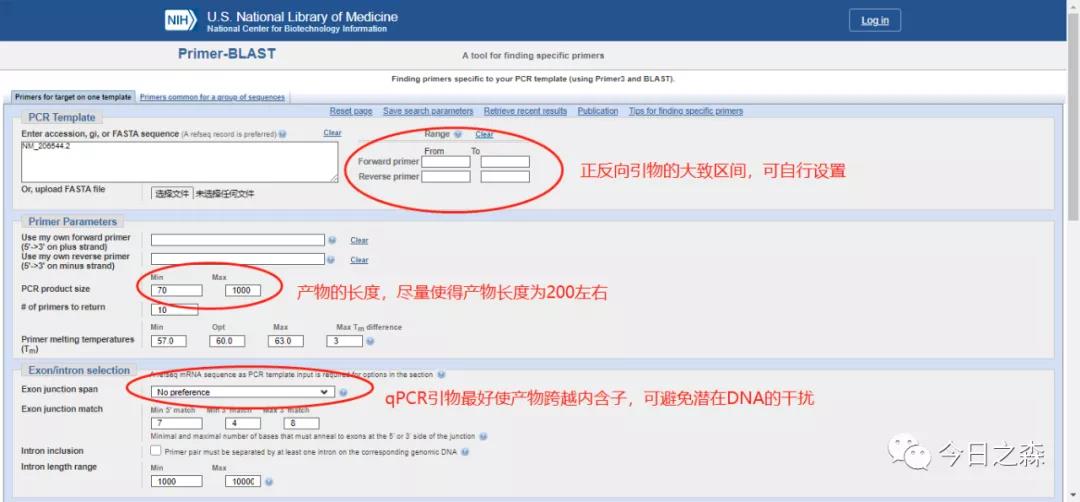 NIH U.S. National Library of Medicine
National Center for Biotechnology Information
Log in
Primer-BLAST
A tool for finding specific primers
Finding primers specific to your PCR template (using Primer3 and BLAST).
Primers for target on one template Primers common for a group of sequences
Reset page Save search parameters Retrieve recent results Publication Tips for finding specific primers
PCR Template
Enter accession, gi, or FASTA sequence (A refseq record is preferred) Clear
Range Clear
NM_206544.2
From To
Forward primer
Reverse primer
正反向引物的大致区间，可自行设置
Or, upload FASTA file 选择文件 未选择任何文件
Primer Parameters
Use my own forward primer (5'->3' on plus strand) Clear
Use my own reverse primer (5'->3' on minus strand) Clear
Min Max
PCR product size 70 1000
产物的长度，尽量使得产物长度为200左右
# of primers to return 10
Min Opt Max Max Tm difference
Primer melting temperatures (Tm) 57.0 60.0 63.0 3
Exon/intron selection
A refseq mRNA sequence as PCR template input is required for options in the section
Exon junction span No preference
qPCR引物最好使产物跨越内含子，可避免潜在DNA的干扰
Exon junction match Min 5' match Min 3' match Max 3' match
7 4 8
Minimal and maximal number of bases that must anneal to exons at the 5' or 3' side of the junction
Intron inclusion Primer pair must be separated by at least one intron on the corresponding genomic DNA
Intron length range Min Max
1000
今日之森